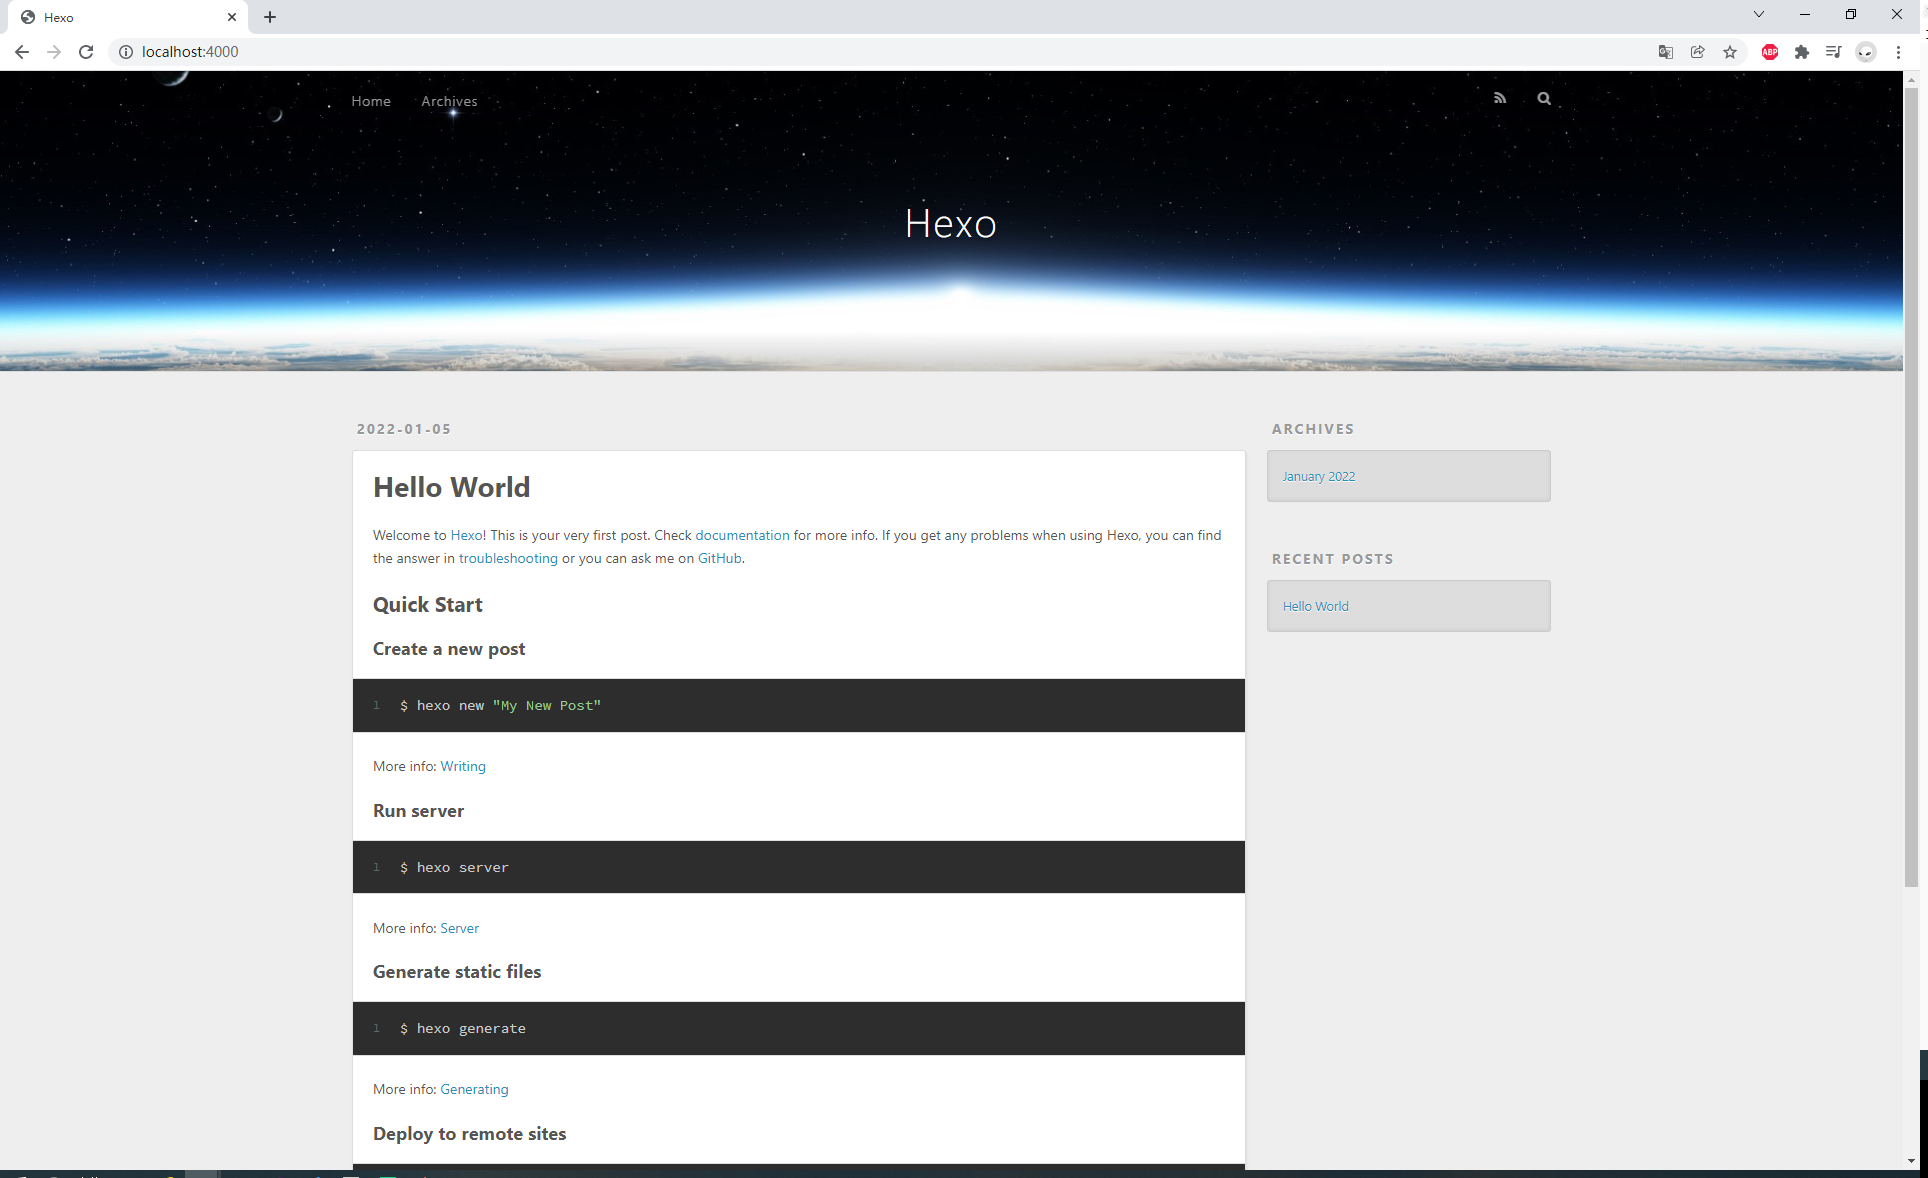 Hexo
localhost:4000
ABP
Home
Archives
Hexo
2022-01-05
Hello World
Welcome to Hexo! This is your very first post. Check documentation for more info. If you get any problems when using Hexo, you can find
the answer in troubleshooting or you can ask me on GitHub.
Quick Start
Create a new post
1 $ hexo new "My New Post"
More info: Writing
Run server
1 $ hexo server
More info: Server
Generate static files
1 $ hexo generate
More info: Generating
Deploy to remote sites
ARCHIVES
January 2022
RECENT POSTS
Hello World